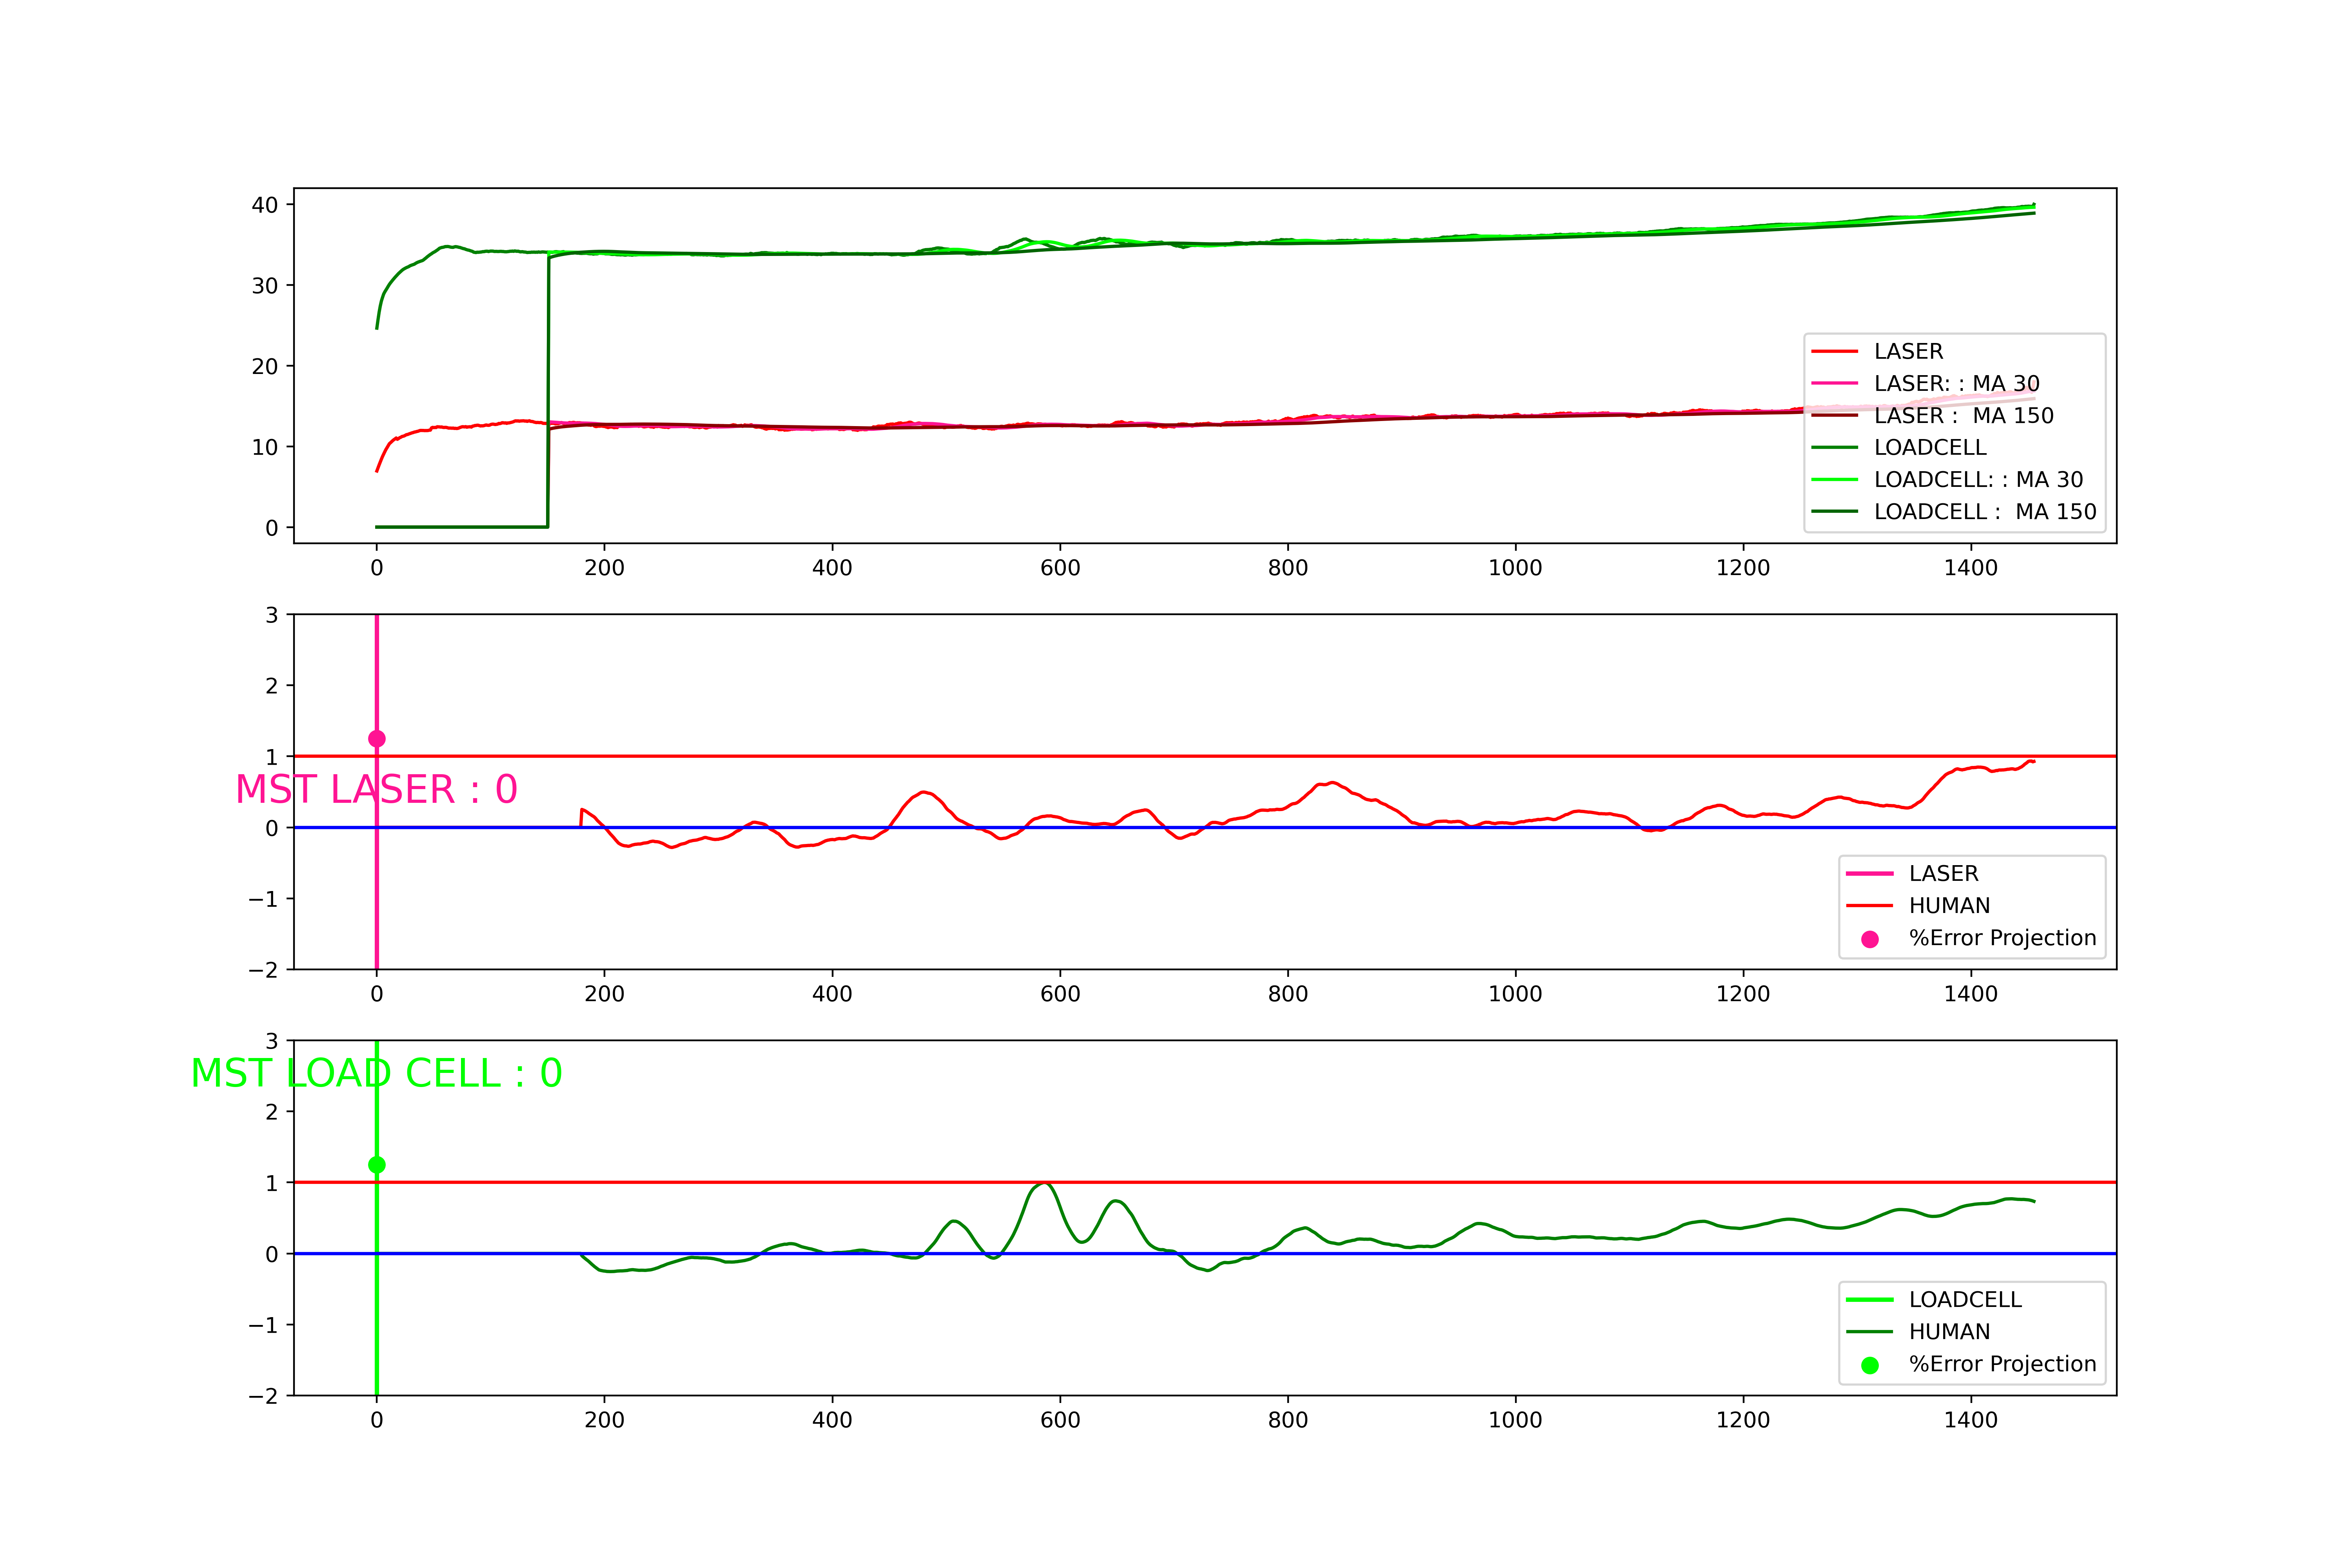 40
30
20
10
0
LASER
LASER: : MA 30
LASER :  MA 150
LOADCELL
LOADCELL: : MA 30
LOADCELL :  MA 150
0 200 400 600 800 1000 1200 1400
3
2
1
0
−1
−2
MST LASER : 0
LASER
HUMAN
%Error Projection
0 200 400 600 800 1000 1200 1400
3
2
1
0
−1
−2
MST LOAD CELL : 0
LOADCELL
HUMAN
%Error Projection
0 200 400 600 800 1000 1200 1400